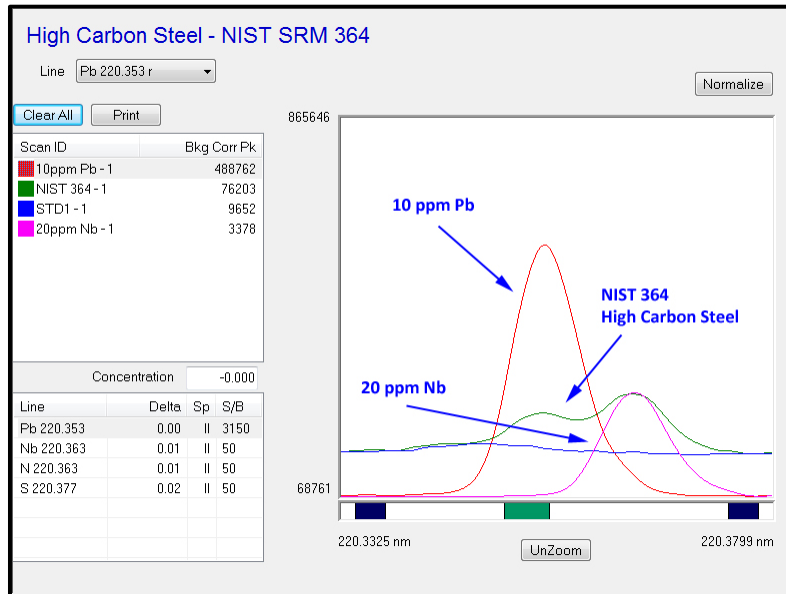 High Carbon Steel - NIST SRM 364
Line Pb 220.353 r
Normalize
Clear All Print
Scan ID Bkg Corr Pk
10ppm Pb - 1 488762
NIST 364 - 1 76203
STD1 - 1 9652
20ppm Nb - 1 3378
Concentration -0.000
Line Delta Sp S/B
Pb 220.353 0.00 II 3150
Nb 220.363 0.01 II 50
N 220.363 0.01 II 50
S 220.377 0.02 II 50
865646
10 ppm Pb
NIST 364
High Carbon Steel
20 ppm Nb
68761
220.3325 nm 220.3799 nm
UnZoom